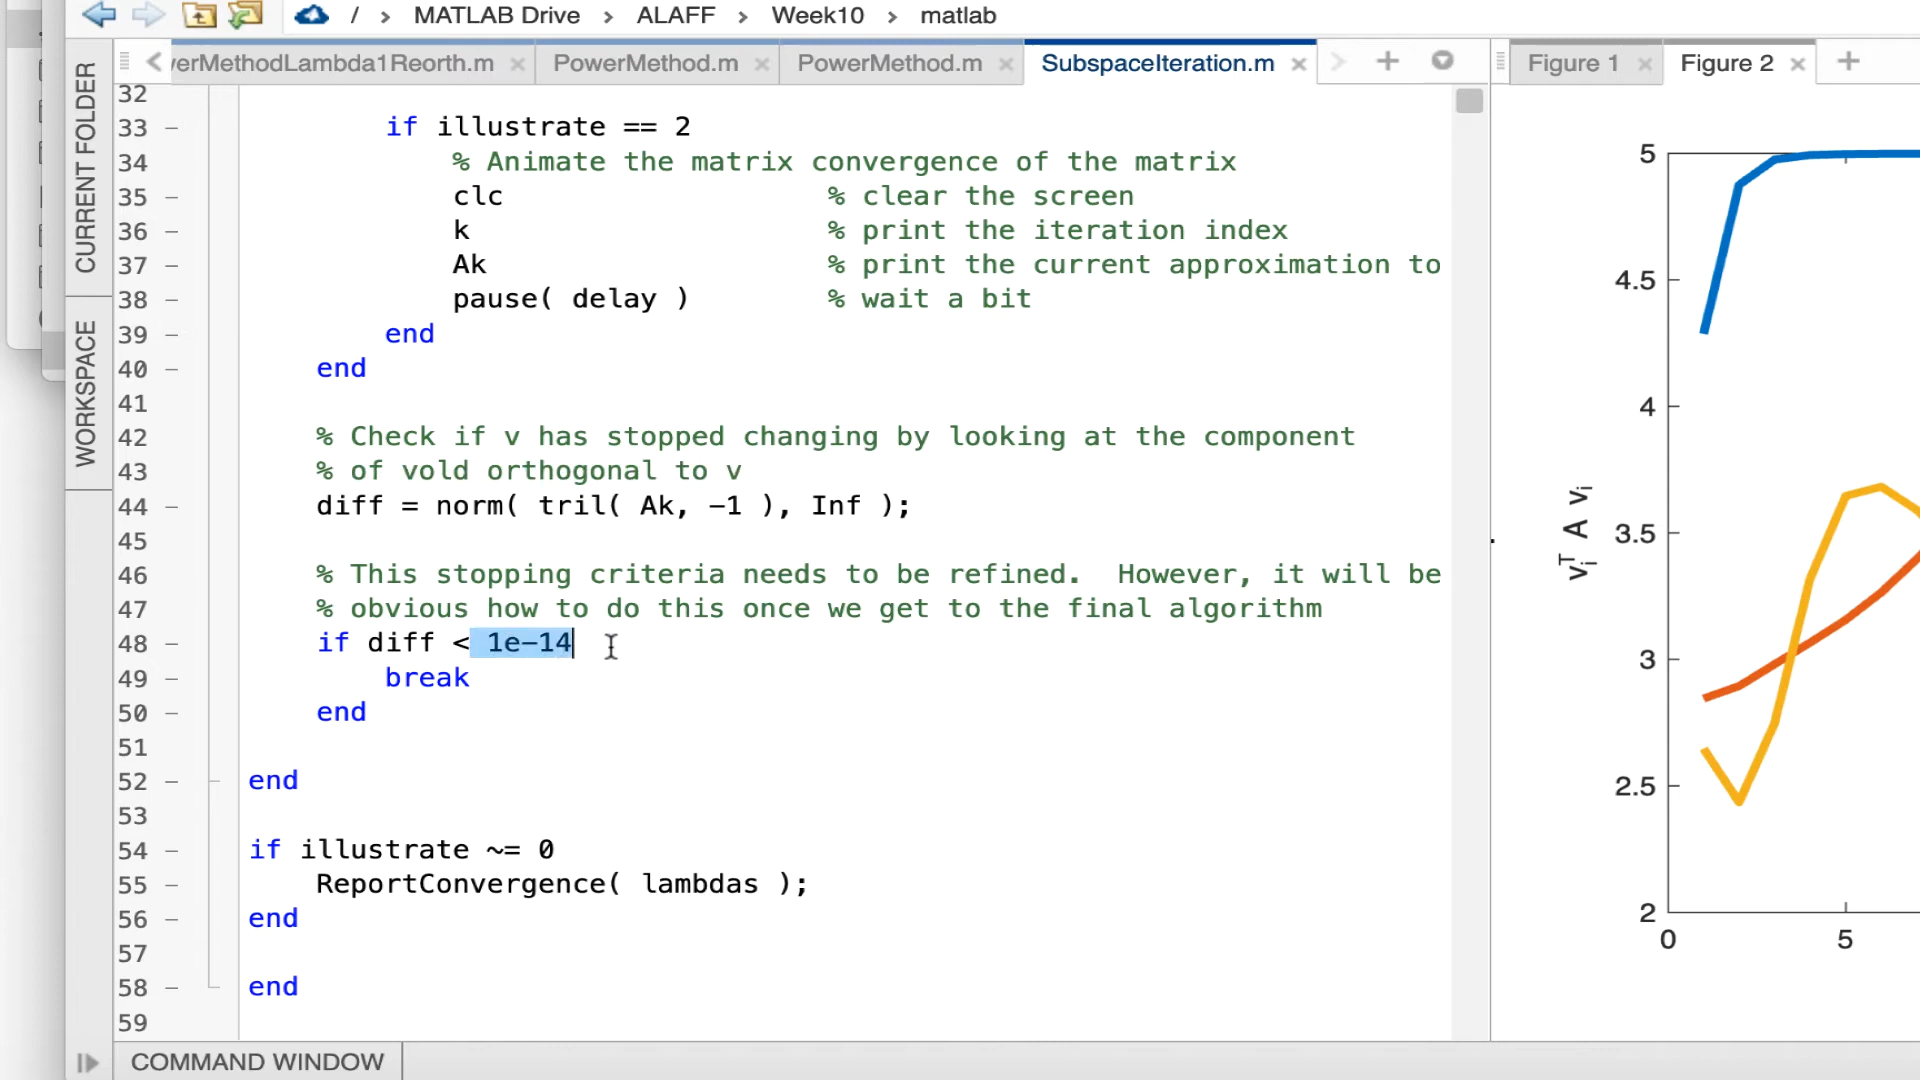 / › MATLAB Drive › ALAFF › Week10 › matlab
erMethodLambda1Reorth.m × PowerMethod.m × PowerMethod.m × SubspaceIteration.m × Figure 1 × Figure 2 × +
CURRENT FOLDER
WORKSPACE
32
33 – if illustrate == 2
34 % Animate the matrix convergence of the matrix
35 – clc % clear the screen
36 – k % print the iteration index
37 – Ak % print the current approximation to
38 – pause( delay ) % wait a bit
39 – end
40 – end
41
42 % Check if v has stopped changing by looking at the component
43 % of vold orthogonal to v
44 – diff = norm( tril( Ak, -1 ), Inf );
45
46 % This stopping criteria needs to be refined.  However, it will be
47 % obvious how to do this once we get to the final algorithm
48 – if diff < 1e-14
49 – break
50 – end
51
52 – end
53
54 – if illustrate ~= 0
55 – ReportConvergence( lambdas );
56 – end
57
58 – end
59
COMMAND WINDOW
5
4.5
4
3.5
3
2.5
2
0 5
v_i^T A v_i